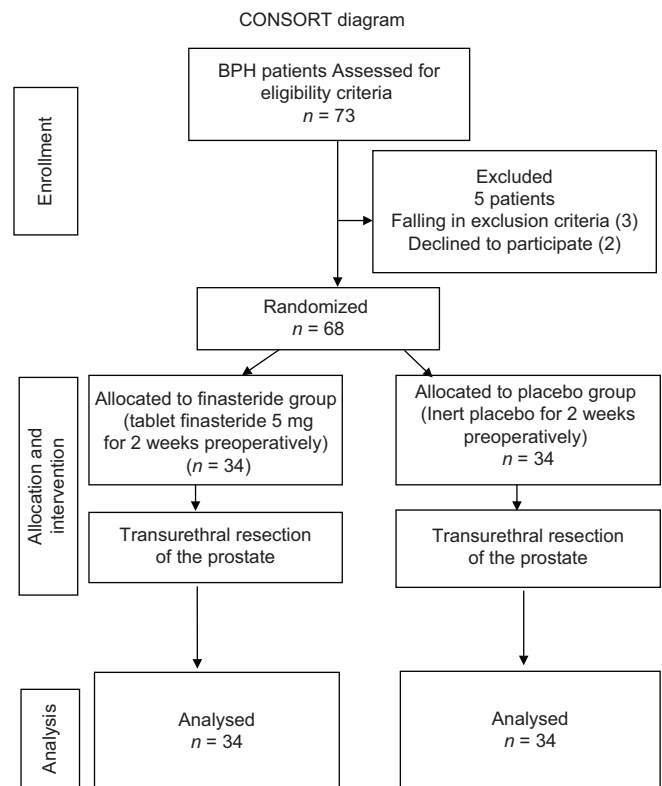 CONSORT diagram
Enrollment
BPH patients Assessed for
eligibility criteria
n = 73
Excluded
5 patients
Falling in exclusion criteria (3)
Declined to participate (2)
Randomized
n = 68
Allocation and
intervention
Allocated to finasteride group
(tablet finasteride 5 mg
for 2 weeks preoperatively)
(n = 34)
Allocated to placebo group
(Inert placebo for 2 weeks
preoperatively)
n = 34
Transurethral resection
of the prostate
Transurethral resection
of the prostate
Analysis
Analysed
n = 34
Analysed
n = 34